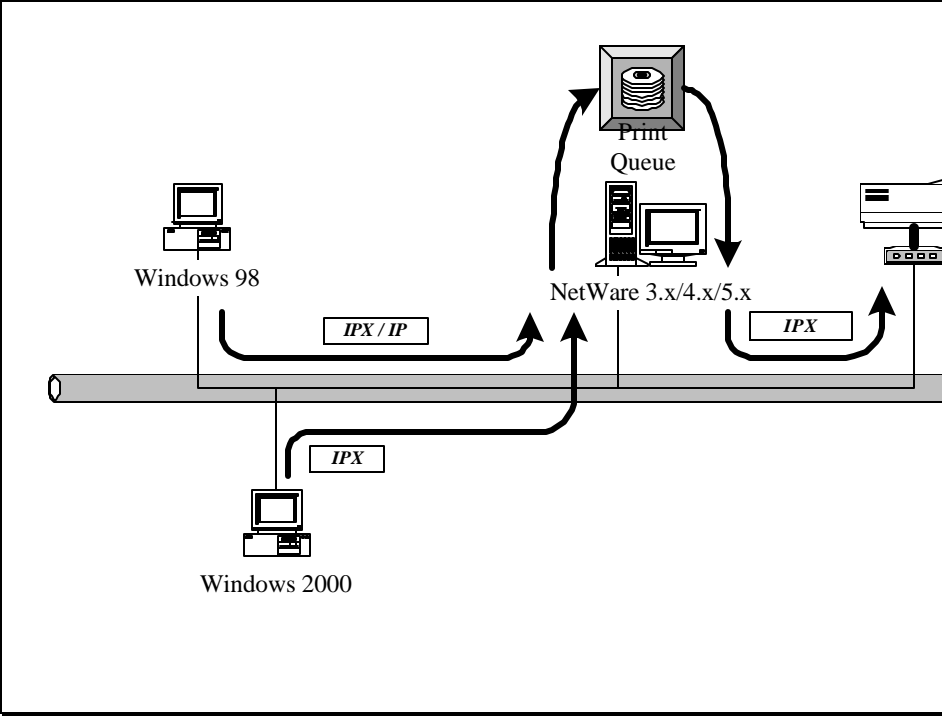 Print
Queue
Windows 98
NetWare 3.x/4.x/5.x
IPX / IP
IPX
IPX
Windows 2000